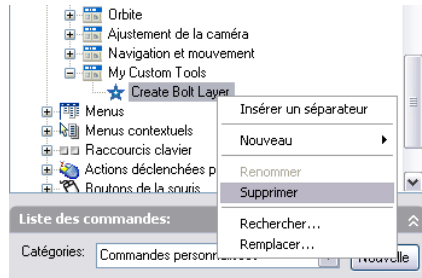 Orbite
Ajustement de la caméra
Navigation et mouvement
My Custom Tools
Create Bolt Layer
Menus
Menus contextuels
Raccourcis clavier
Actions déclenchées p
Boutons de la souris
Insérer un séparateur
Nouveau
Renommer
Supprimer
Rechercher...
Remplacer...
Liste des commandes:
Catégories:
Commandes
Nouvelle